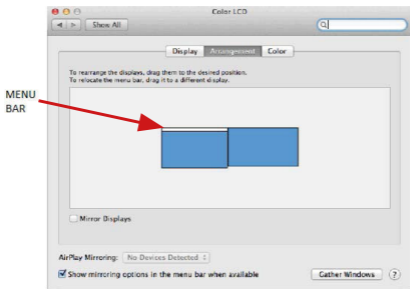 Color LCD
Show All
Display Arrangement Color
To rearrange the displays, drag them to the desired position.
To relocate the menu bar, drag it to a different display.
MENU
BAR
Mirror Displays
AirPlay Mirroring: No Devices Detected
Show mirroring options in the menu bar when available
Gather Windows ?